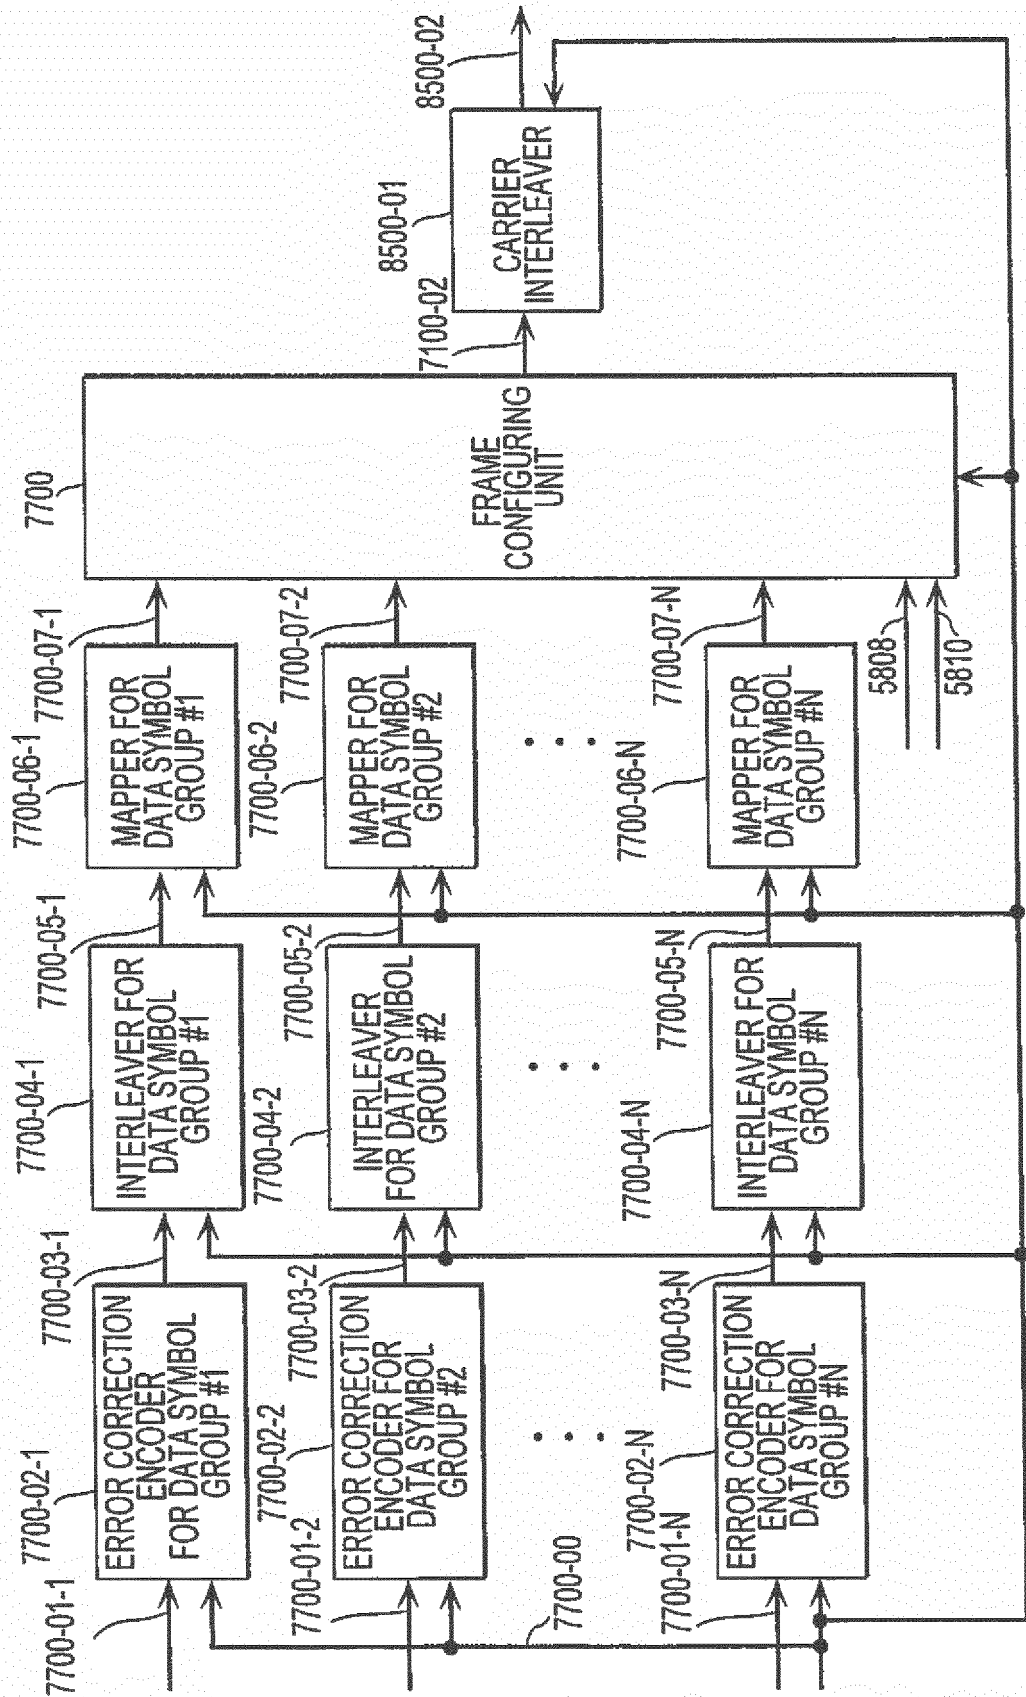 7700-01-1
7700-02-1
ERROR CORRECTION
ENCODER
FOR DATA SYMBOL
GROUP #1
7700-03-1
7700-04-1
INTERLEAVER FOR
DATA SYMBOL
GROUP #1
7700-05-1
7700-06-1
MAPPER FOR
DATA SYMBOL
GROUP #1
7700-07-1
7700-01-2
7700-02-2
ERROR CORRECTION
ENCODER FOR
DATA SYMBOL
GROUP #2
7700-03-2
7700-04-2
INTERLEAVER
FOR DATA SYMBOL
GROUP #2
7700-05-2
7700-06-2
MAPPER FOR
DATA SYMBOL
GROUP #2
7700-07-2
7700-00
7700-01-N
7700-02-N
ERROR CORRECTION
ENCODER FOR
DATA SYMBOL
GROUP #N
7700-03-N
7700-04-N
INTERLEAVER FOR
DATA SYMBOL
GROUP #N
7700-05-N
7700-06-N
MAPPER FOR
DATA SYMBOL
GROUP #N
7700-07-N
5808
5810
7700
FRAME
CONFIGURING
UNIT
7100-02
8500-01
CARRIER
INTERLEAVER
8500-02